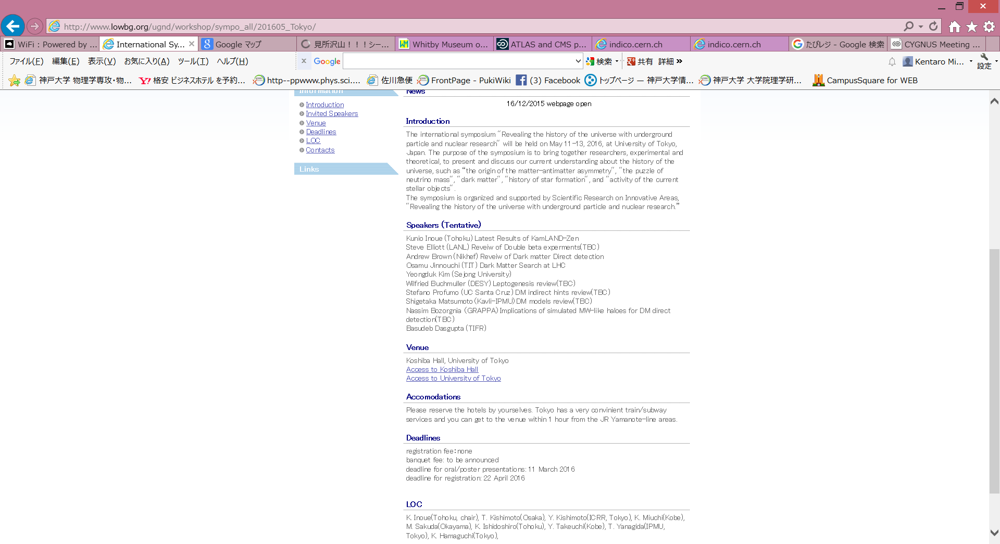 http://www.lowbg.org/ugnd/workshop/sympo_all/201605_Tokyo/
WiFi : Powered by ...
International Sy...
Google マップ
見所沢山！！！シー...
Whitby Museum o...
ATLAS and CMS p...
indico.cern.ch
indico.cern.ch
たびレジ - Google 検索
CYGNUS Meeting ...
ファイル(F) 編集(E) 表示(V) お気に入り(A) ツール(T) ヘルプ(H)
x Google 検索 共有 詳細 »
Kentaro Mi...
設定
神戸大学 物理学専攻・物...
Y! 格安 ビジネスホテル を予約...
http--ppwww.phys.sci....
佐川急便
FrontPage - PukiWiki
(3) Facebook
トップページ — 神戸大学情...
神戸大学 大学院理学研...
CampusSquare for WEB
Information
Introduction
Invited Speakers
Venue
Deadlines
LOC
Contacts
Links
News
16/12/2015 webpage open
Introduction
The international symposium “Revealing the history of the universe with underground
particle and nuclear research“ will be held on May 11-13, 2016, at University of Tokyo,
Japan. The purpose of the symposium is to bring together researchers, experimental and
theoretical, to present and discuss our current understanding about the history of the
universe, such as “the origin of the matter-antimatter asymmetry“, “the puzzle of
neutrino mass“, “dark matter“, “history of star formation“, and “activity of the current
stellar objects“.
The symposium is organized and supported by Scientific Research on Innovative Areas,
“Revealing the history of the universe with underground particle and nuclear research.”
Speakers (Tentative)
Kunio Inoue (Tohoku) Latest Results of KamLAND-Zen
Steve Elliott (LANL) Reveiw of Double beta experments(TBC)
Andrew Brown (Nikhef) Reveiw of Dark matter Direct detection
Osamu Jinnouchi (TIT) Dark Matter Search at LHC
Yeongduk Kim (Sejong University)
Wilfried Buchmuller (DESY) Leptogenesis review(TBC)
Stefano Profumo (UC Santa Cruz) DM indirect hints review(TBC)
Shigetaka Matsumoto (Kavli-IPMU) DM models review(TBC)
Nassim Bozorgnia (GRAPPA) Implications of simulated MW-like haloes for DM direct
detection(TBC)
Basudeb Dasgupta (TIFR)
Venue
Koshiba Hall, University of Tokyo
Access to Koshiba Hall
Access to University of Tokyo
Accomodations
Please reserve the hotels by yourselves. Tokyo has a very convinient train/subway
services and you can get to the venue within 1 hour from the JR Yamanote-line areas.
Deadlines
registration fee：none
banquet fee: to be announced
deadline for oral/poster presentations: 11 March 2016
deadline for registration: 22 April 2016
LOC
K. Inoue(Tohoku, chair), T. Kishimoto(Osaka), Y. Kishimoto(ICRR, Tokyo), K. Miuchi(Kobe),
M. Sakuda(Okayama), K. Ishidoshiro(Tohoku), Y. Takeuchi(Kobe), T. Yanagida(IPMU,
Tokyo), K. Hamaguchi(Tokyo),